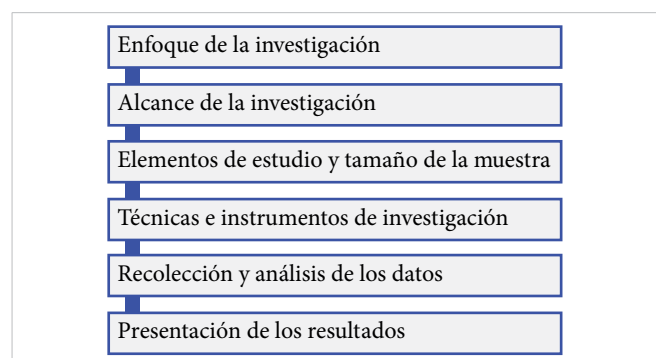 Enfoque de la investigación
Alcance de la investigación
Elementos de estudio y tamaño de la muestra
Técnicas e instrumentos de investigación
Recolección y análisis de los datos
Presentación de los resultados